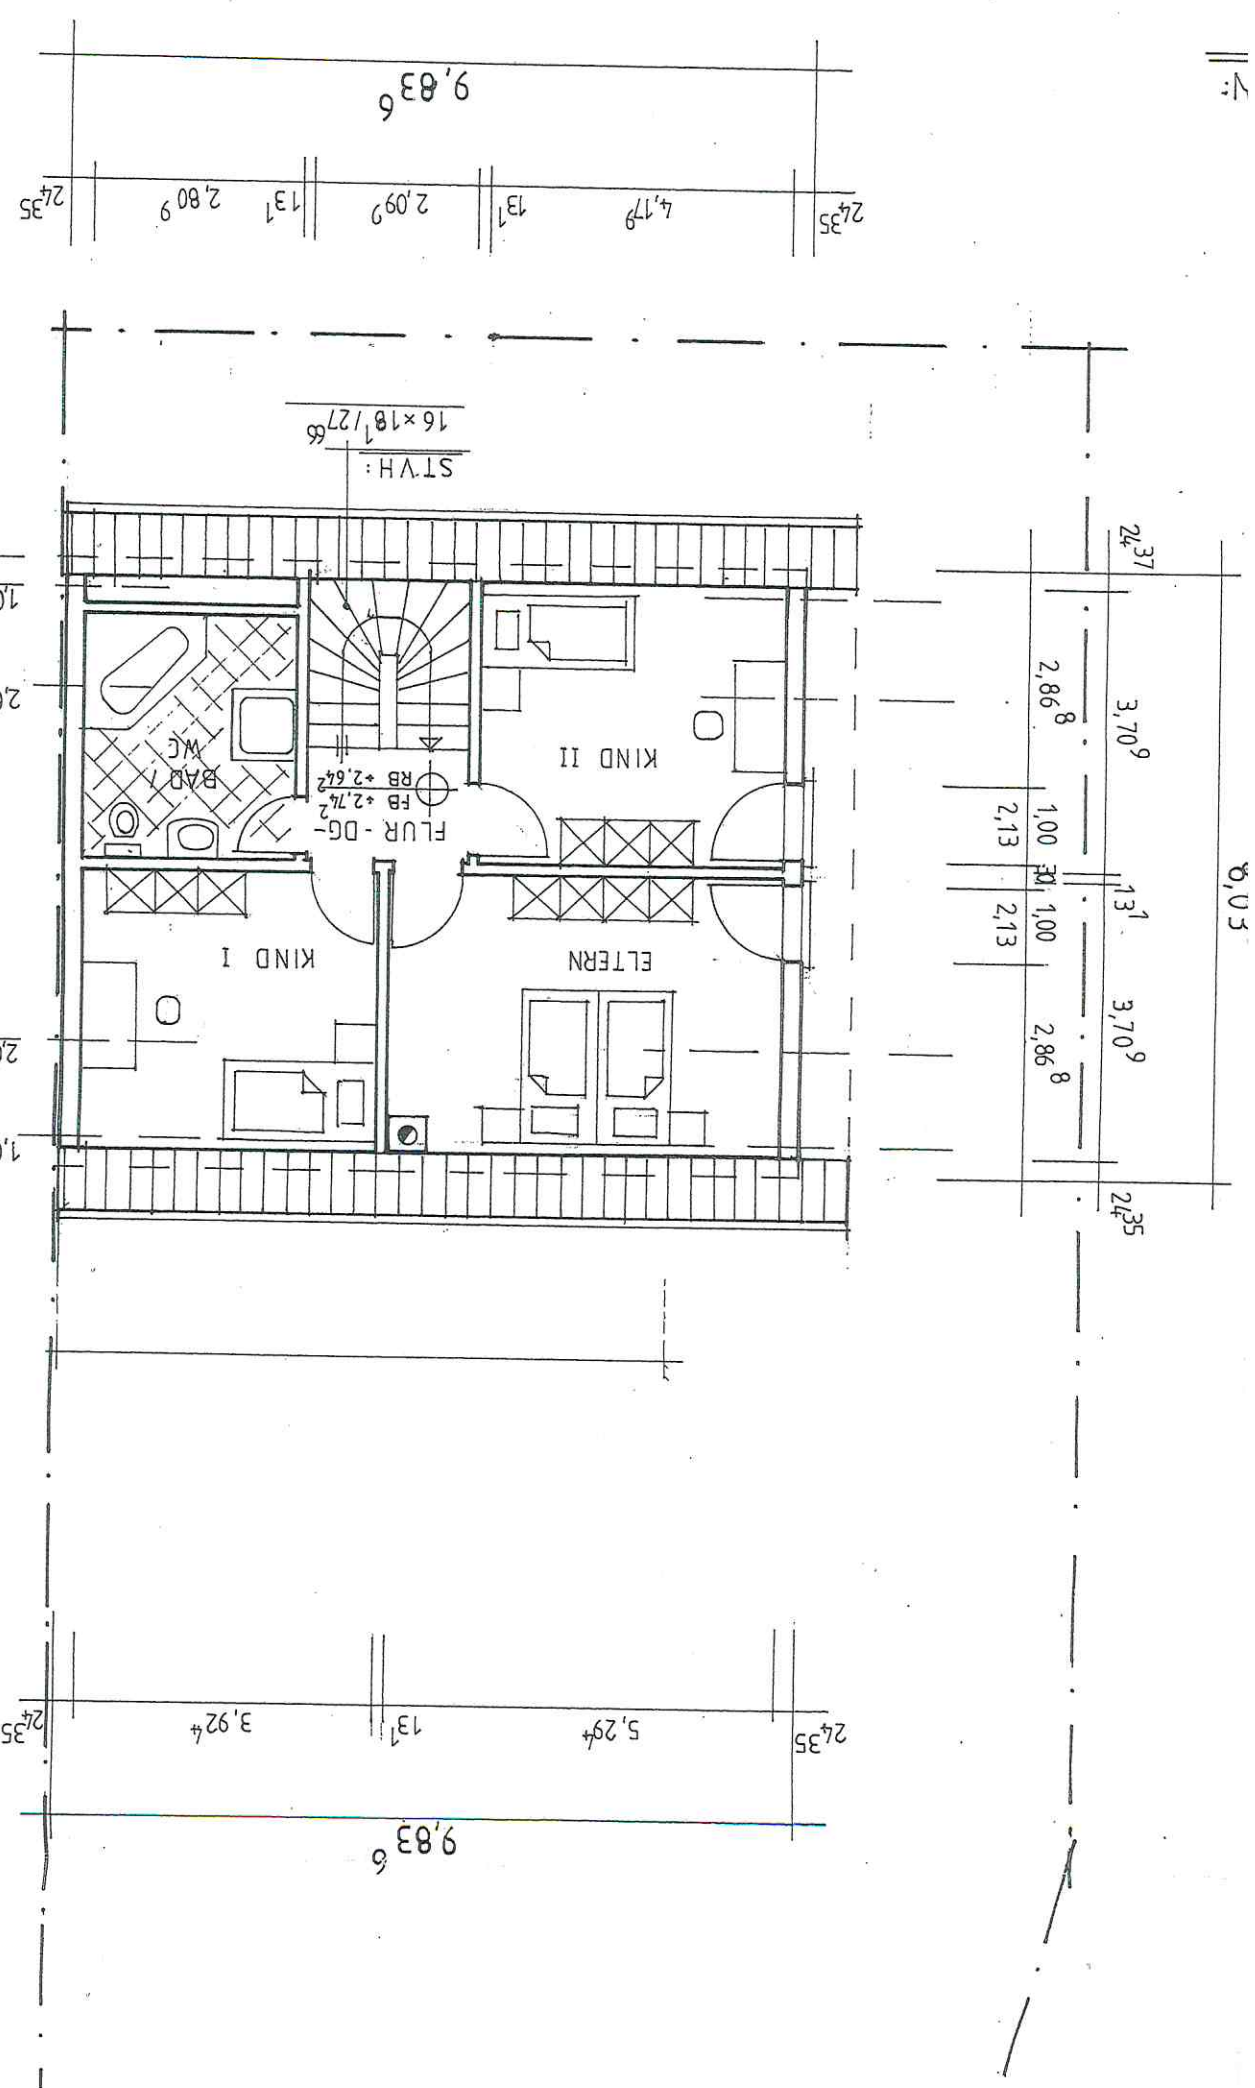 9,83⁶
24³⁵ 5,29⁴ 13¹ 3,92⁴ 24³⁵
ELTERN
KIND I
FLUR -DG-
FB +2,74²
RB +2,64²
BAD /
WC
KIND II
STVH:
16 × 18¹/27⁶⁶
24³⁵ 4,17⁹ 13¹ 2,09⁹ 13¹ 2,80⁹ 24³⁵
9,83⁶
24³⁷ 3,70⁹ 13¹ 3,70⁹ 24³⁵
2,86⁸ 1,00 30 1,00 2,86⁸
2,13 2,13